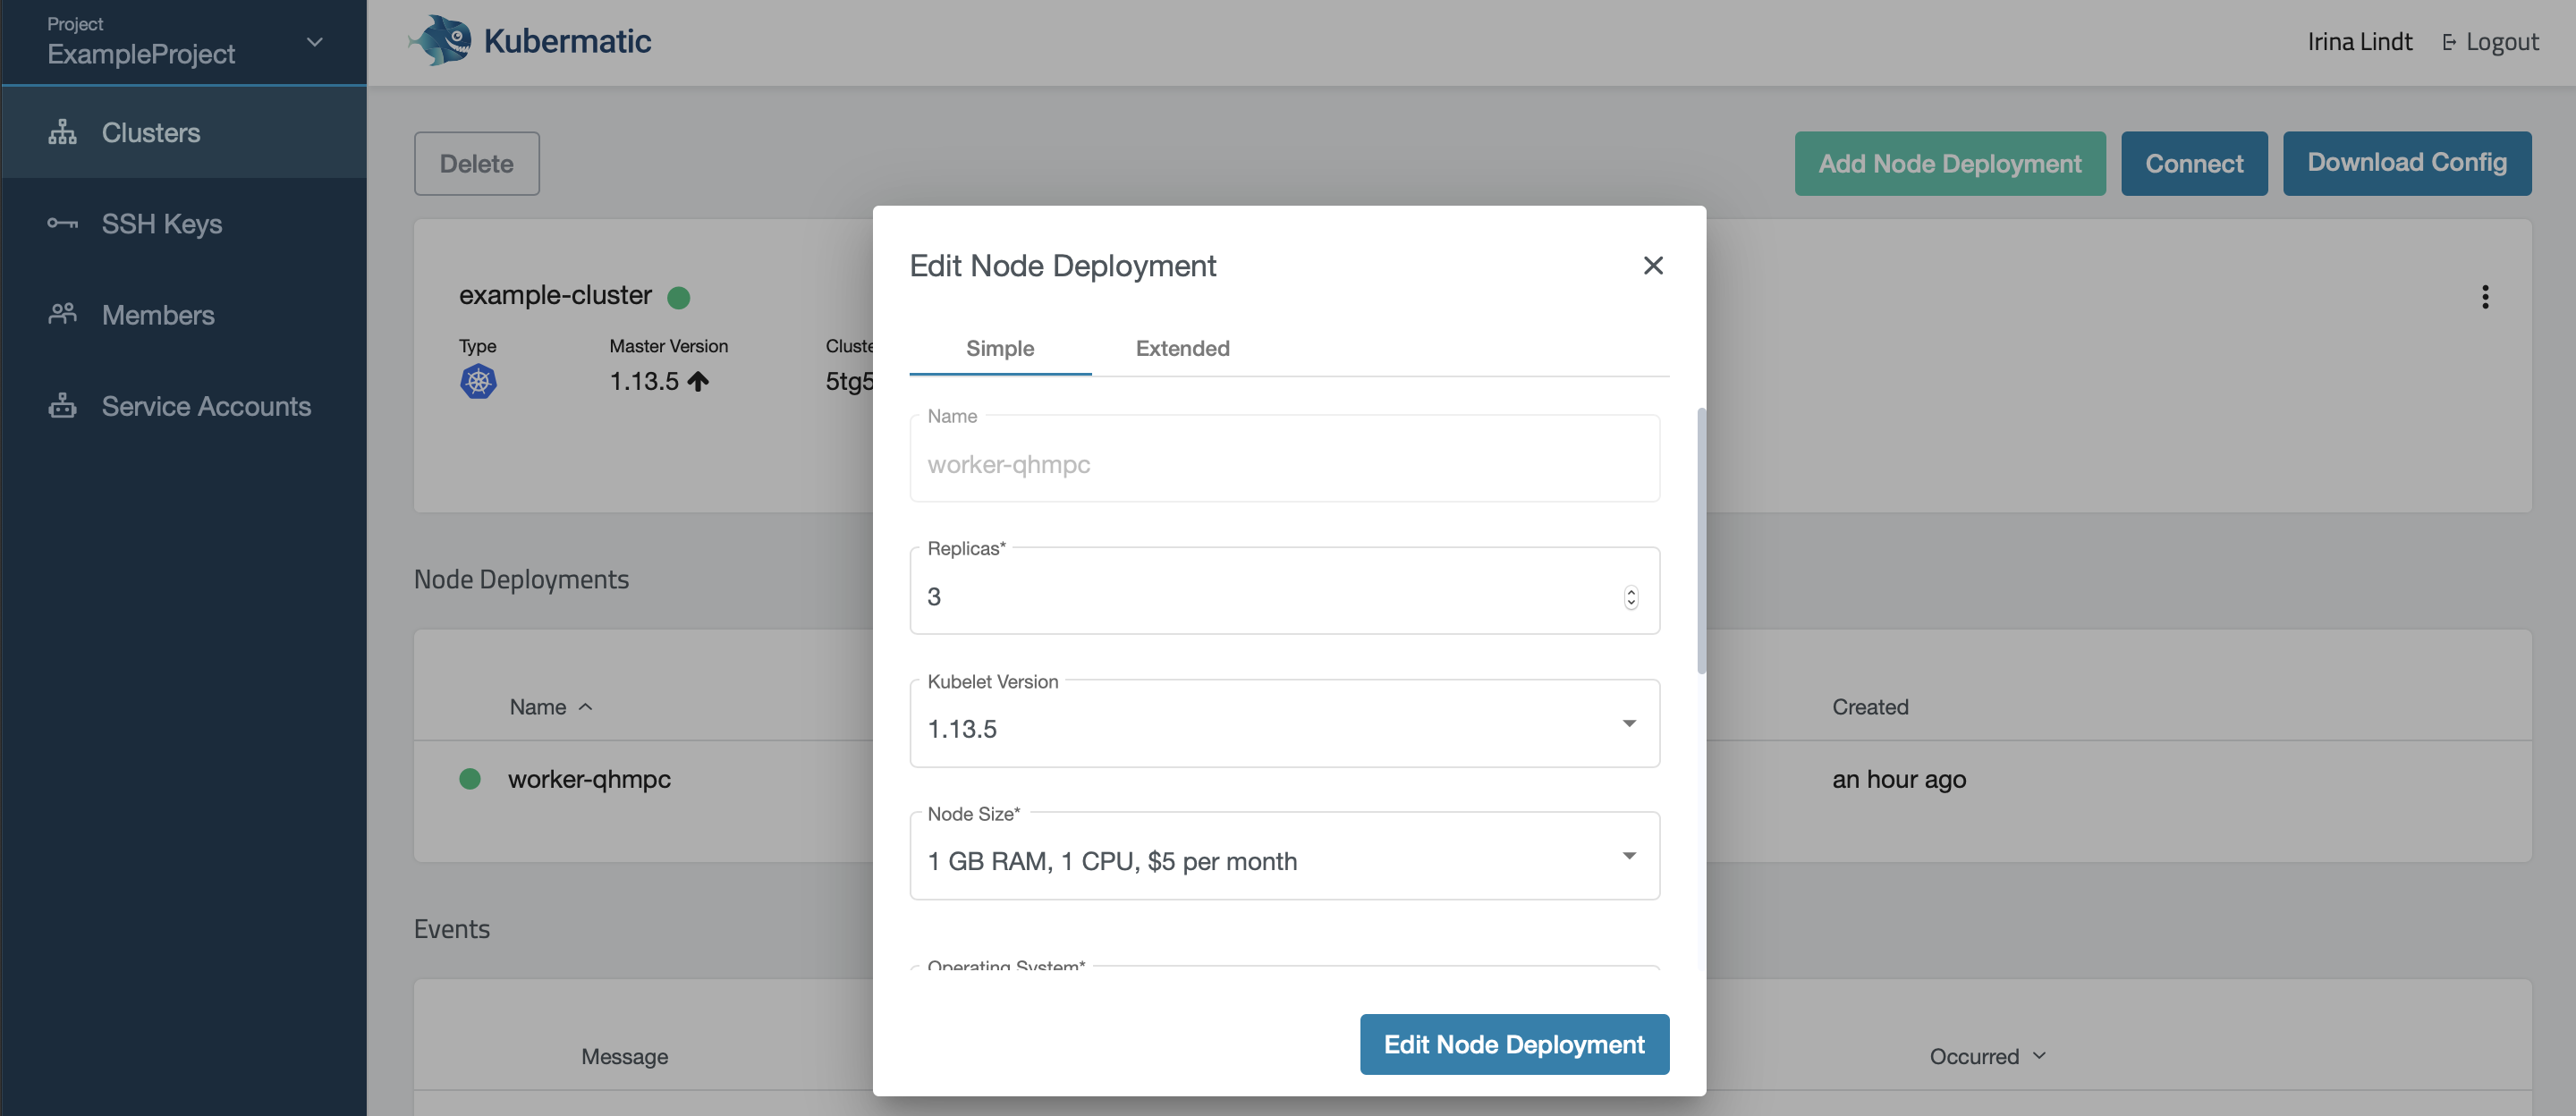 Project
ExampleProject
Kubermatic
Irina Lindt
Logout
Clusters
SSH Keys
Members
Service Accounts
Delete
Add Node Deployment
Connect
Download Config
example-cluster
Type
Master Version
Cluste
1.13.5
5tg5
Node Deployments
Name
Created
worker-qhmpc
an hour ago
Events
Message
Occurred
Edit Node Deployment
Simple
Extended
Name
worker-qhmpc
Replicas*
3
Kubelet Version
1.13.5
Node Size*
1 GB RAM, 1 CPU, $5 per month
Operating System*
Edit Node Deployment